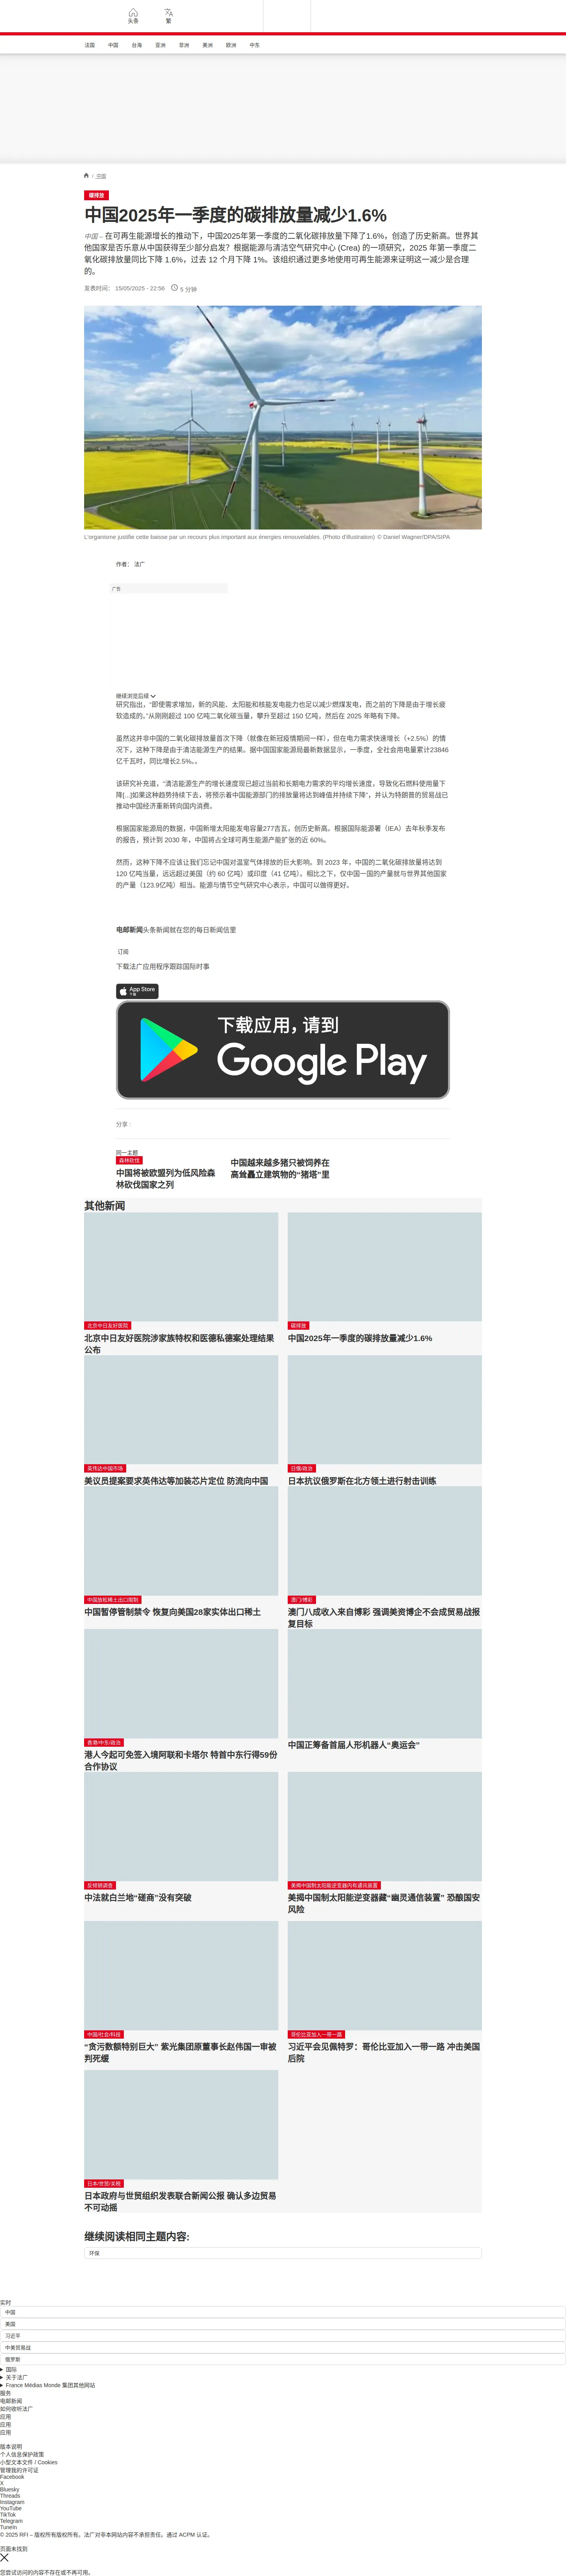 头条
繁
法国 中国 台海 亚洲 非洲 美洲 欧洲 中东
/ 中国
碳排放
中国2025年一季度的碳排放量减少1.6%
中国 – 在可再生能源增长的推动下，中国2025年第一季度的二氧化碳排放量下降了1.6%，创造了历史新高。世界其
他国家是否乐意从中国获得至少部分启发？根据能源与清洁空气研究中心 (Crea) 的一项研究，2025 年第一季度二
氧化碳排放量同比下降 1.6%，过去 12 个月下降 1%。该组织通过更多地使用可再生能源来证明这一减少是合理
的。
发表时间： 15/05/2025 - 22:56 5 分钟
L'organisme justifie cette baisse par un recours plus important aux énergies renouvelables. (Photo d'illustration) © Daniel Wagner/DPA/SIPA
作者： 法广
广告
继续浏览后续
研究指出，“即使需求增加，新的风能、太阳能和核能发电能力也足以减少燃煤发电，而之前的下降是由于增长疲
软造成的。”从刚刚超过 100 亿吨二氧化碳当量，攀升至超过 150 亿吨，然后在 2025 年略有下降。
虽然这并非中国的二氧化碳排放量首次下降（就像在新冠疫情期间一样），但在电力需求快速增长（+2.5%）的情
况下，这种下降是由于清洁能源生产的结果。据中国国家能源局最新数据显示，一季度，全社会用电量累计23846
亿千瓦时，同比增长2.5%。。
该研究补充道，“清洁能源生产的增长速度现已超过当前和长期电力需求的平均增长速度，导致化石燃料使用量下
降[...]如果这种趋势持续下去，将预示着中国能源部门的排放量将达到峰值并持续下降”，并认为特朗普的贸易战已
推动中国经济重新转向国内消费。
根据国家能源局的数据，中国新增太阳能发电容量277吉瓦，创历史新高。根据国际能源署（IEA）去年秋季发布
的报告，预计到 2030 年，中国将占全球可再生能源产能扩张的近 60%。
然而，这种下降不应该让我们忘记中国对温室气体排放的巨大影响。到 2023 年，中国的二氧化碳排放量将达到
120 亿吨当量，远远超过美国（约 60 亿吨）或印度（41 亿吨）。相比之下，仅中国一国的产量就与世界其他国家
的产量（123.9亿吨）相当。能源与情节空气研究中心表示，中国可以做得更好。
电邮新闻头条新闻就在您的每日新闻信里
订阅
下载法广应用程序跟踪国际时事
App Store
下载
下载应用，请到
Google Play
分享 :
同一主题
森林砍伐
中国将被欧盟列为低风险森
林砍伐国家之列
中国越来越多猪只被饲养在
高耸矗立建筑物的“猪塔”里
其他新闻
北京中日友好医院
北京中日友好医院涉家族特权和医德私德案处理结果
公布
碳排放
中国2025年一季度的碳排放量减少1.6%
英伟达中国市场
美议员提案要求英伟达等加装芯片定位 防流向中国
日俄/政治
日本抗议俄罗斯在北方领土进行射击训练
中国放松稀土出口限制
中国暂停管制禁令 恢复向美国28家实体出口稀土
澳门/博彩
澳门八成收入来自博彩 强调美资博企不会成贸易战报
复目标
香港/中东/政治
港人今起可免签入境阿联和卡塔尔 特首中东行得59份
合作协议
中国正筹备首届人形机器人“奥运会”
反倾销调查
中法就白兰地“磋商”没有突破
美揭中国制太阳能逆变器内有通讯装置
美揭中国制太阳能逆变器藏“幽灵通信装置” 恐酿国安
风险
中国/社会/科技
“贪污数额特别巨大” 紫光集团原董事长赵伟国一审被
判死缓
哥伦比亚加入一带一路
习近平会见佩特罗：哥伦比亚加入一带一路 冲击美国
后院
日本/世贸/关税
日本政府与世贸组织发表联合新闻公报 确认多边贸易
不可动摇
继续阅读相同主题内容:
环保
实时
中国
美国
习近平
中美贸易战
俄罗斯
国际
关于法广
France Médias Monde 集团其他网站
服务
电邮新闻
如何收听法广
应用
应用
应用
版本说明
个人信息保护政策
小型文本文件 / Cookies
管理我的许可证
Facebook
X
Bluesky
Threads
Instagram
YouTube
TikTok
Telegram
TuneIn
© 2025 RFI – 版权所有版权所有。法广对非本网站内容不承担责任。通过 ACPM 认证。
页面未找到
您尝试访问的内容不存在或不再可用。